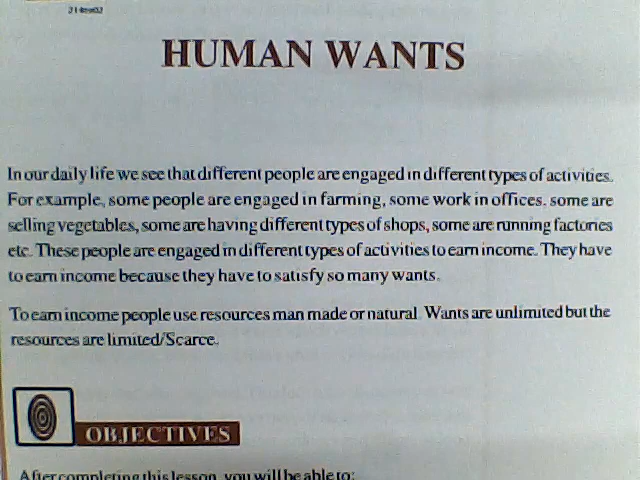 HUMAN WANTS
In our daily life we see that different people are engaged in different types of activities.
For example, some people are engaged in farming, some work in offices. some are
selling vegetables, some are having different types of shops, some are running factories
etc. These people are engaged in different types of activities to earn income. They have
to earn income because they have to satisfy so many wants.
To earn income people use resources man made or natural. Wants are unlimited but the
resources are limited/Scarce.
OBJECTIVES
After completing this lesson, you will be able to: